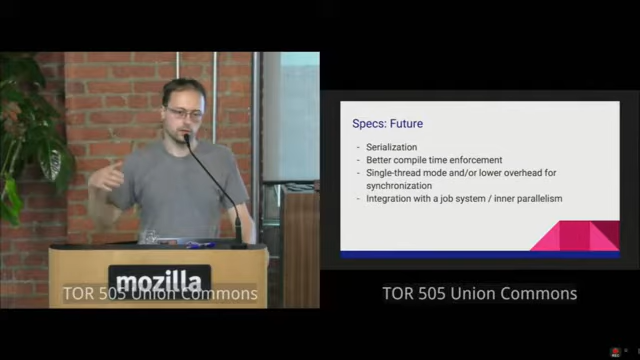 mozilla
TOR 505 Union Commons
Specs: Future
- Serialization
- Better compile time enforcement
- Single-thread mode and/or lower overhead for
synchronization
- Integration with a job system / inner parallelism
TOR 505 Union Commons